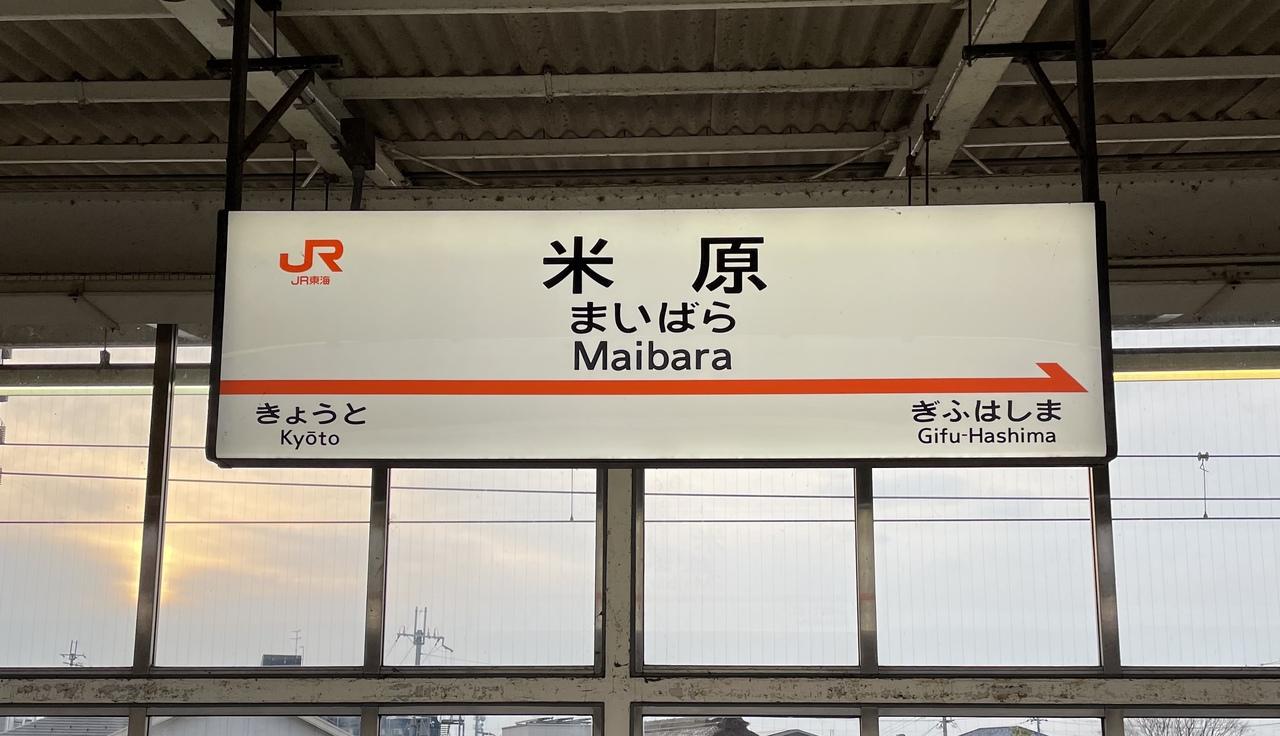 JR
JR東海
米原
まいばら
Maibara
きょうと
Kyōto
ぎふはしま
Gifu-Hashima